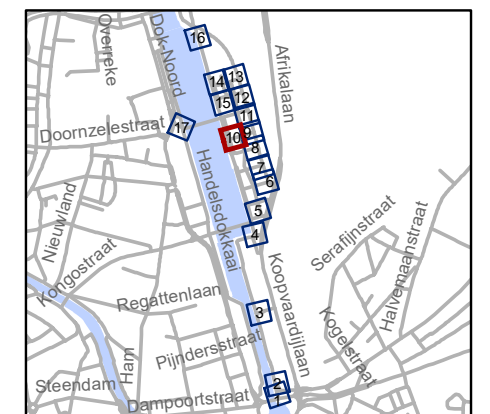 Overreke
Dok-Noord
16
Afrikalaan
14
13
15
12
11
Doornzelestraat
17
10
9
8
7
6
Handelsdokkaai
Nieuwland
5
4
Serafijnstraat
Halvemaanstraat
Kongostraat
Koopvaardijlaan
Regattenlaan
3
Kogelstraat
Pijndersstraat
Ham
Steendam
2
1
Dampoortstraat